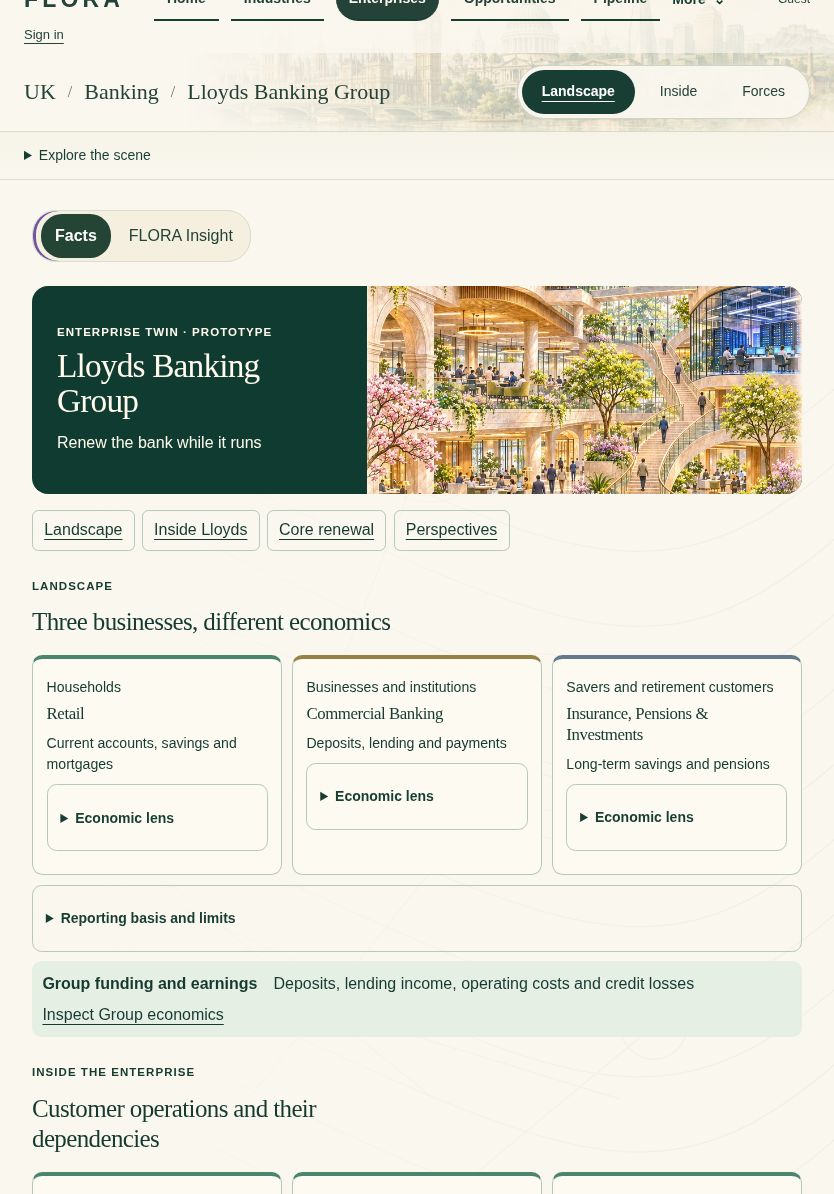 FLORA
Home Industries Enterprises Opportunities Pipeline More Guest
Sign in
UK / Banking / Lloyds Banking Group
Landscape Inside Forces
Explore the scene
Facts FLORA Insight
ENTERPRISE TWIN · PROTOTYPE
Lloyds Banking
Group
Renew the bank while it runs
Landscape Inside Lloyds Core renewal Perspectives
LANDSCAPE
Three businesses, different economics
Households
Retail
Current accounts, savings and
mortgages
Economic lens
Businesses and institutions
Commercial Banking
Deposits, lending and payments
Economic lens
Savers and retirement customers
Insurance, Pensions &
Investments
Long-term savings and pensions
Economic lens
Reporting basis and limits
Group funding and earnings Deposits, lending income, operating costs and credit losses
Inspect Group economics
INSIDE THE ENTERPRISE
Customer operations and their
dependencies